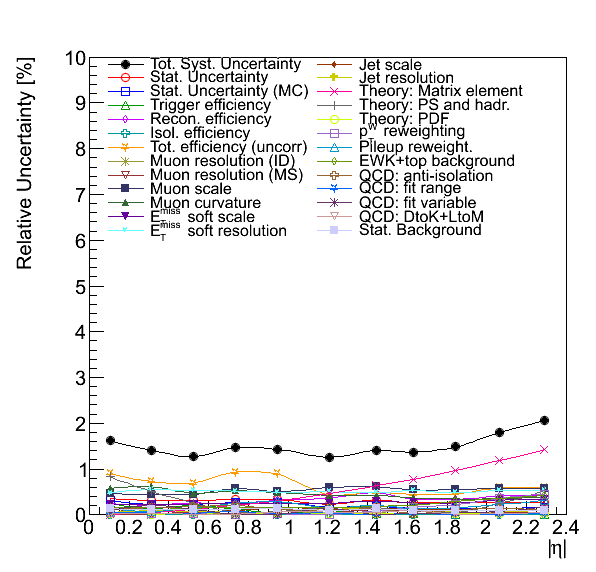 Relative Uncertainty [%]
10
9
8
7
6
5
4
3
2
1
0
Tot. Syst. Uncertainty
Stat. Uncertainty
Stat. Uncertainty (MC)
Trigger efficiency
Recon. efficiency
Isol. efficiency
Tot. efficiency (uncorr)
Muon resolution (ID)
Muon resolution (MS)
Muon scale
Muon curvature
E_T^miss soft scale
E_T^miss soft resolution
Jet scale
Jet resolution
Theory: Matrix element
Theory: PS and hadr.
Theory: PDF
p_T^W reweighting
Pileup reweight.
EWK+top background
QCD: anti-isolation
QCD: fit range
QCD: fit variable
QCD: DtoK+LtoM
Stat. Background
0 0.2 0.4 0.6 0.8 1 1.2 1.4 1.6 1.8 2 2.2 2.4
|η|